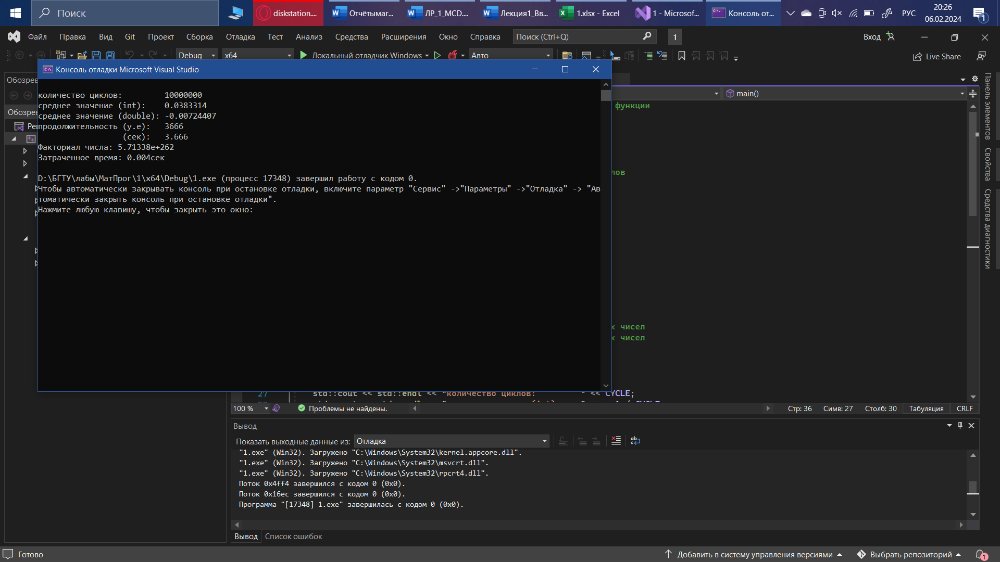 Поиск
diskstation....
Отчётымаг...
ЛР_1_MCD....
Лекция1_Вв...
1.xlsx - Excel
1 - Microsof...
Консоль от...
РУС
20:26
06.02.2024
1
Файл Правка Вид Git Проект Сборка Отладка Тест Анализ Средства Расширения Окно Справка
Поиск (Ctrl+Q)
1
Вход
Debug
x64
Локальный отладчик Windows
Авто
Live Share
Консоль отладки Microsoft Visual Studio
количество циклов: 10000000
среднее значение (int): 0.0383314
среднее значение (double): -0.00724407
продолжительность (у.е): 3666
(сек): 3.666
Факториал числа: 5.71338e+262
Затраченное время: 0.004сек
D:\БГТУ\лабы\МатПрог\1\x64\Debug\1.exe (процесс 17348) завершил работу с кодом 0.
Чтобы автоматически закрывать консоль при остановке отладки, включите параметр "Сервис" ->"Параметры" ->"Отладка" -> "Ав
томатически закрыть консоль при остановке отладки".
Нажмите любую клавишу, чтобы закрыть это окно:
Обозрев
Обозрев
Реш
main()
функции
лов
х чисел
х чисел
27 std::cout << std::endl << "количество циклов: " << CYCLE;
Панель элементов
Свойства
Средства диагностики
100 %
Проблемы не найдены.
Стр: 36 Симв: 27 Столб: 30 Табуляция CRLF
Вывод
Показать выходные данные из: Отладка
"1.exe" (Win32). Загружено "C:\Windows\System32\kernel.appcore.dll".
"1.exe" (Win32). Загружено "C:\Windows\System32\msvcrt.dll".
"1.exe" (Win32). Загружено "C:\Windows\System32\rpcrt4.dll".
Поток 0x4ff4 завершился с кодом 0 (0x0).
Поток 0x16ec завершился с кодом 0 (0x0).
Программа "[17348] 1.exe" завершилась с кодом 0 (0x0).
Вывод Список ошибок
Готово
Добавить в систему управления версиями
Выбрать репозиторий
1